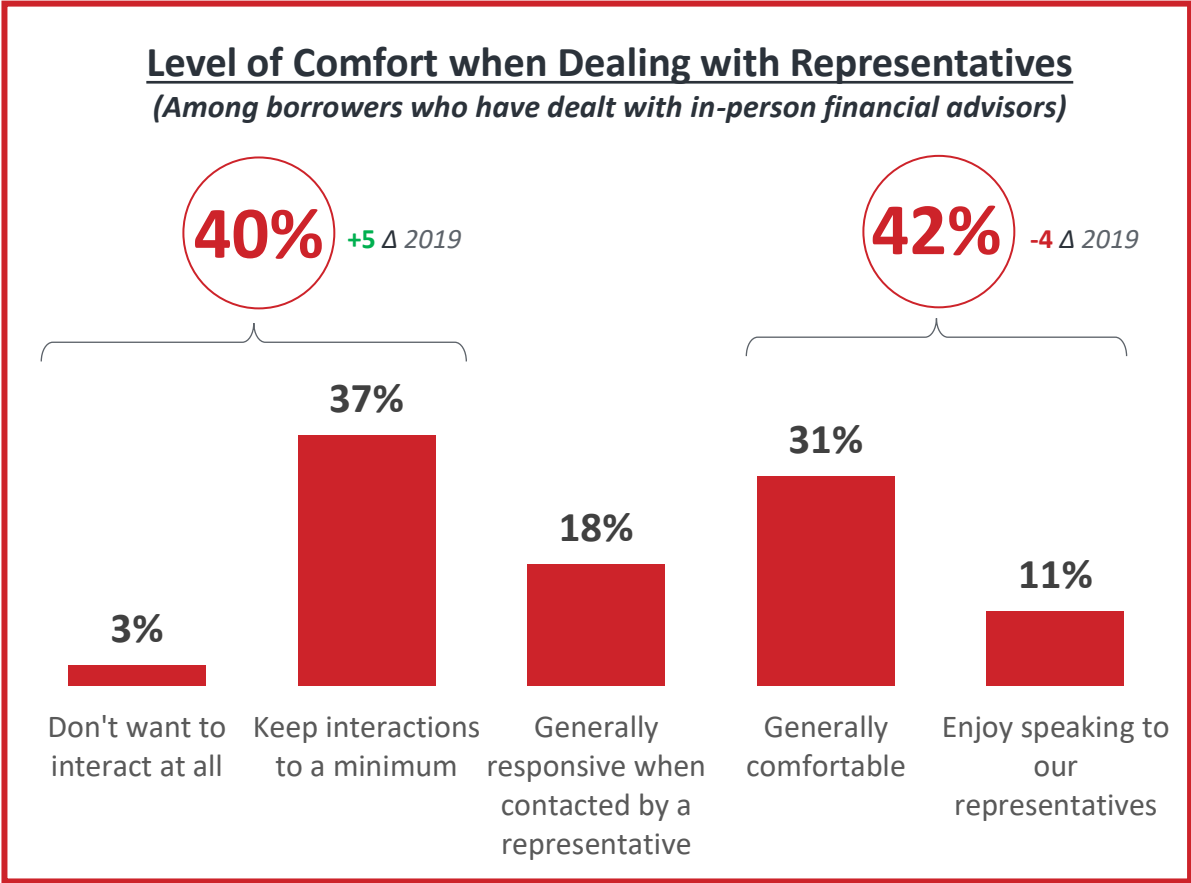 Level of Comfort when Dealing with Representatives
(Among borrowers who have dealt with in-person financial advisors)
40% +5 Δ 2019
42% -4 Δ 2019
37%
31%
18%
11%
3%
Don't want to
interact at all
Keep interactions
to a minimum
Generally
responsive when
contacted by a
representative
Generally
comfortable
Enjoy speaking to
our
representatives